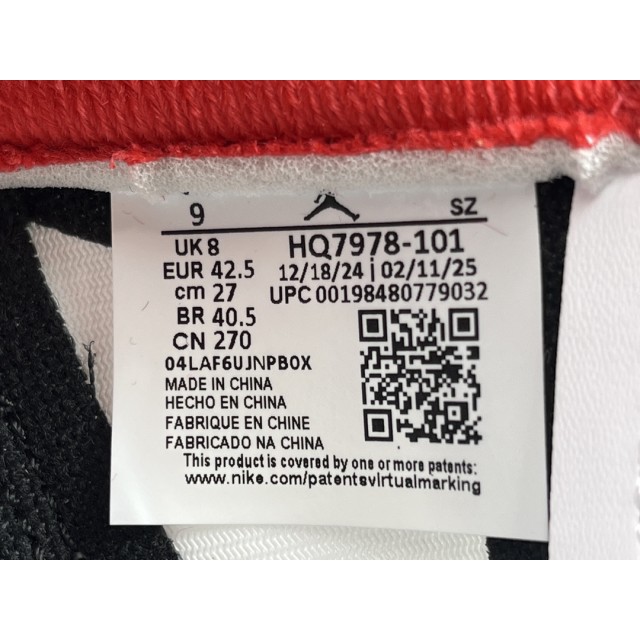 9 SZ
UK 8 HQ7978-101
EUR 42.5 12/18/24 | 02/11/25
cm 27 UPC 00198480779032
BR 40.5
CN 270
04LAF6UJNPBOX
MADE IN CHINA
HECHO EN CHINA
FABRIQUE EN CHINE
FABRICADO NA CHINA
This product is covered by one or more patents:
www.nike.com/patentsvirtualmarking